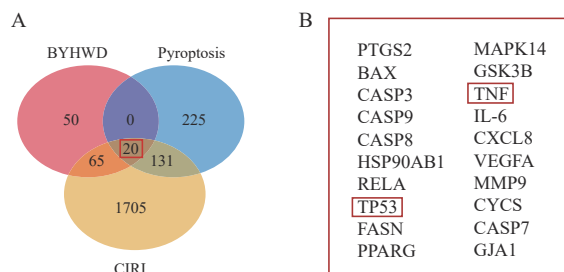 A
BYHWD
Pyroptosis
50
0
225
20
65
131
1705
CIRI
B
PTGS2
BAX
CASP3
CASP9
CASP8
HSP90AB1
RELA
TP53
FASN
PPARG
MAPK14
GSK3B
TNF
IL-6
CXCL8
VEGFA
MMP9
CYCS
CASP7
GJA1